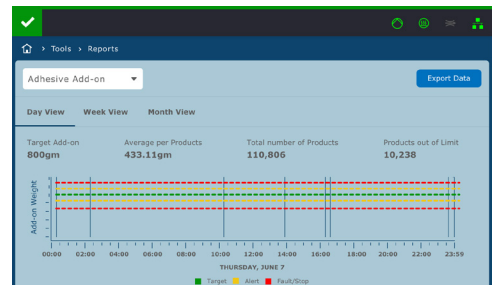 > Tools > Reports
Adhesive Add-on
Export Data
Day View Week View Month View
Target Add-on Average per Products Total number of Products Products out of Limit
800gm 433.11gm 110,806 10,238
Add-on Weight
00:00 02:00 04:00 06:00 08:00 10:00 12:00 14:00 16:00 18:00 20:00 22:00 23:59
THURSDAY, JUNE 7
Target Alert Fault/Stop